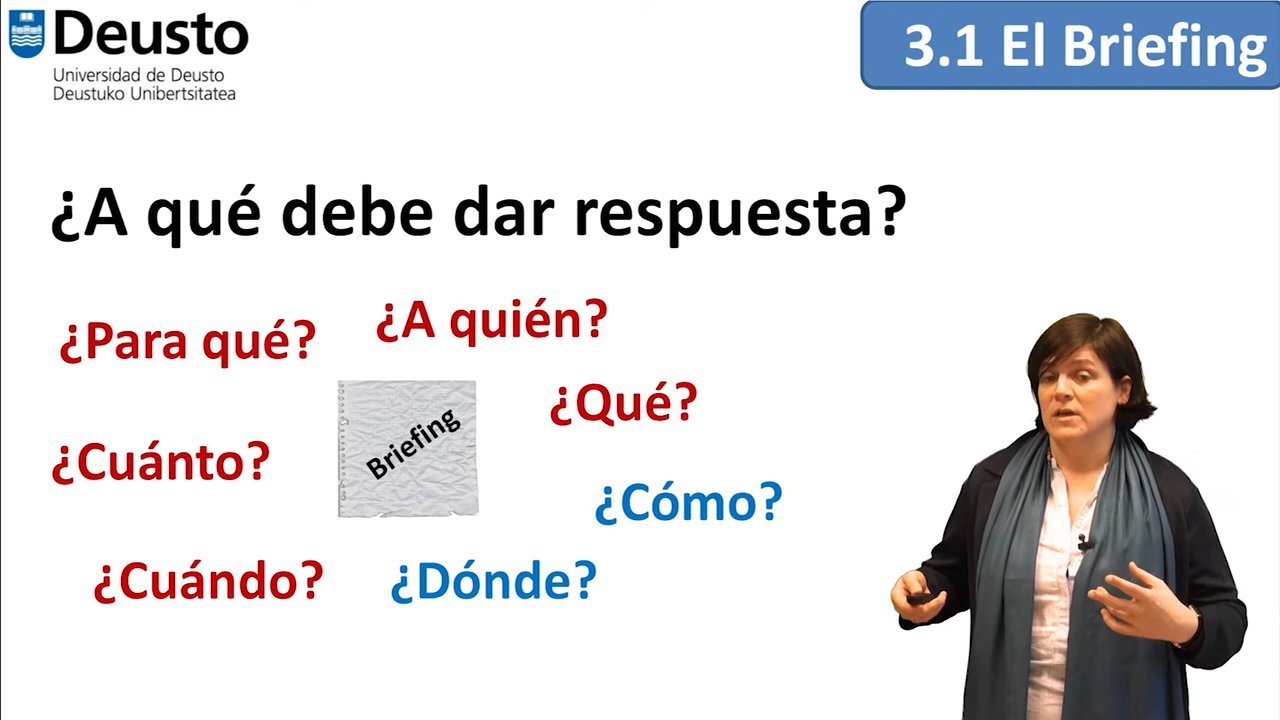 Deusto
Universidad de Deusto
Deustuko Unibertsitatea
3.1 El Briefing
¿A qué debe dar respuesta?
¿Para qué?
¿A quién?
¿Qué?
Briefing
¿Cuánto?
¿Cómo?
¿Cuándo?
¿Dónde?